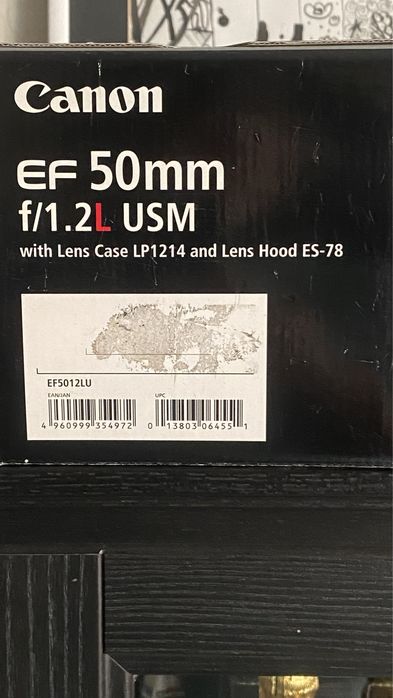 Canon
EF 50mm
f/1.2L USM
with Lens Case LP1214 and Lens Hood ES-78
EF5012LU
EAN/JAN UPC
4 960999 354972 0 13803 06455 1